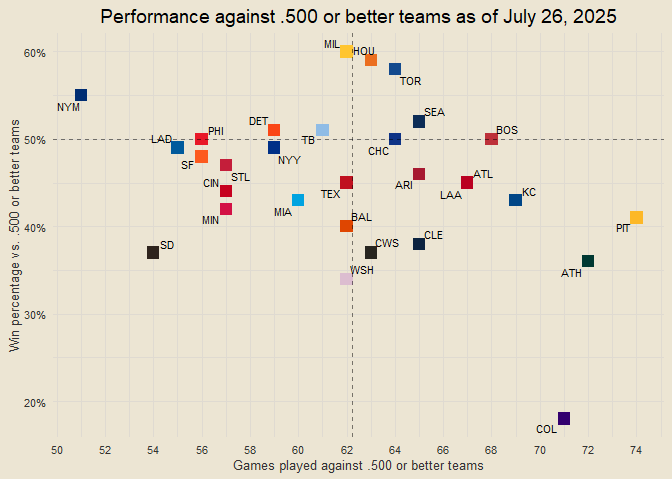 Performance against .500 or better teams as of July 26, 2025
Win percentage vs. .500 or better teams
60%
50%
40%
30%
20%
MIL
HOU
TOR
NYM
SEA
DET
PHI
TB
BOS
LAD
CHC
SF
NYY
STL
CIN
ATL
ARI
TEX
LAA
KC
MIN
MIA
BAL
PIT
SD
CWS
CLE
WSH
ATH
COL
50 52 54 56 58 60 62 64 66 68 70 72 74
Games played against .500 or better teams